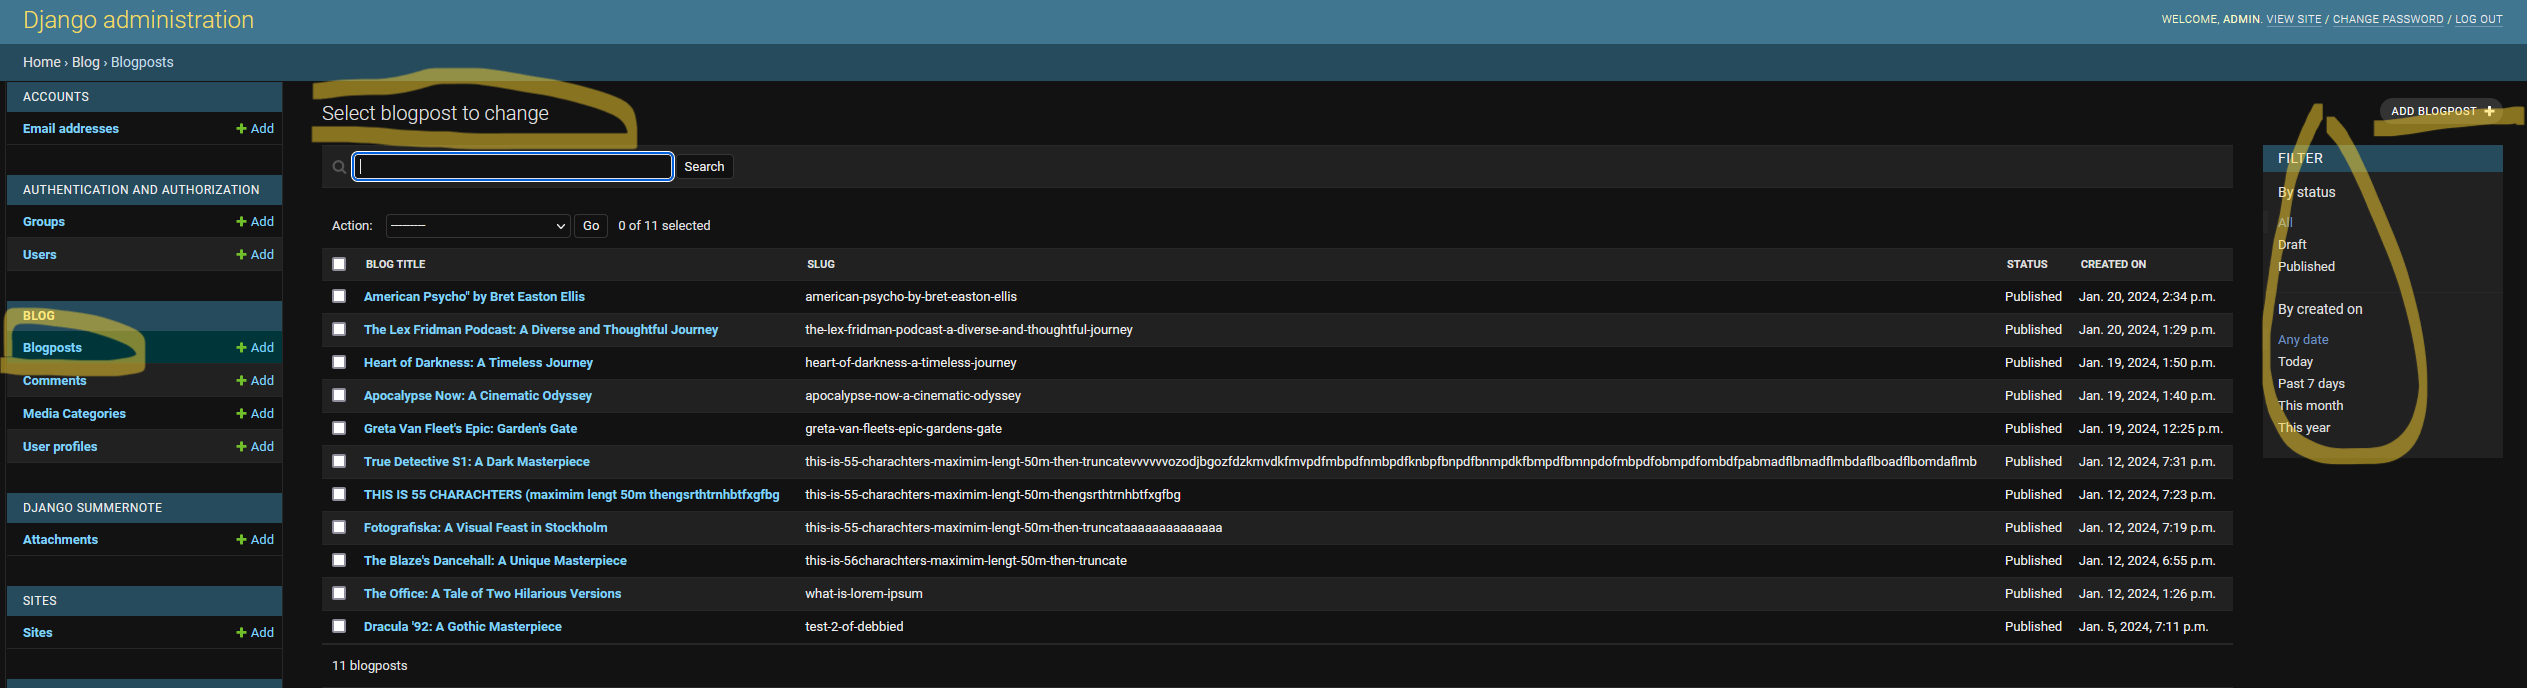 Django administration
WELCOME, ADMIN. VIEW SITE / CHANGE PASSWORD / LOG OUT
Home › Blog › Blogposts
ACCOUNTS
Email addresses + Add
AUTHENTICATION AND AUTHORIZATION
Groups + Add
Users + Add
BLOG
Blogposts + Add
Comments + Add
Media Categories + Add
User profiles + Add
DJANGO SUMMERNOTE
Attachments + Add
SITES
Sites + Add
Select blogpost to change
ADD BLOGPOST +
Search
Action: --------- Go 0 of 11 selected
BLOG TITLE SLUG STATUS CREATED ON
American Psycho" by Bret Easton Ellis american-psycho-by-bret-easton-ellis Published Jan. 20, 2024, 2:34 p.m.
The Lex Fridman Podcast: A Diverse and Thoughtful Journey the-lex-fridman-podcast-a-diverse-and-thoughtful-journey Published Jan. 20, 2024, 1:29 p.m.
Heart of Darkness: A Timeless Journey heart-of-darkness-a-timeless-journey Published Jan. 19, 2024, 1:50 p.m.
Apocalypse Now: A Cinematic Odyssey apocalypse-now-a-cinematic-odyssey Published Jan. 19, 2024, 1:40 p.m.
Greta Van Fleet's Epic: Garden's Gate greta-van-fleets-epic-gardens-gate Published Jan. 19, 2024, 12:25 p.m.
True Detective S1: A Dark Masterpiece this-is-55-charachters-maximim-lengt-50m-then-truncatevvvvvvozodjbgozfdzkmvdkfmvpdfmbpdfnmbpdfknbpfbnpdfbnmpdkfbmpdfbmnpdofmbpdfobmpdfombdfpabmadflbmadflmbdaflboadflbomdaflmb Published Jan. 12, 2024, 7:31 p.m.
THIS IS 55 CHARACHTERS (maximim lengt 50m thengsrthtrnhbtfxgfbg this-is-55-charachters-maximim-lengt-50m-thengsrthtrnhbtfxgfbg Published Jan. 12, 2024, 7:23 p.m.
Fotografiska: A Visual Feast in Stockholm this-is-55-charachters-maximim-lengt-50m-then-truncataaaaaaaaaaaaaaa Published Jan. 12, 2024, 7:19 p.m.
The Blaze's Dancehall: A Unique Masterpiece this-is-56charachters-maximim-lengt-50m-then-truncate Published Jan. 12, 2024, 6:55 p.m.
The Office: A Tale of Two Hilarious Versions what-is-lorem-ipsum Published Jan. 12, 2024, 1:26 p.m.
Dracula '92: A Gothic Masterpiece test-2-of-debbied Published Jan. 5, 2024, 7:11 p.m.
11 blogposts
FILTER
By status
All
Draft
Published
By created on
Any date
Today
Past 7 days
This month
This year